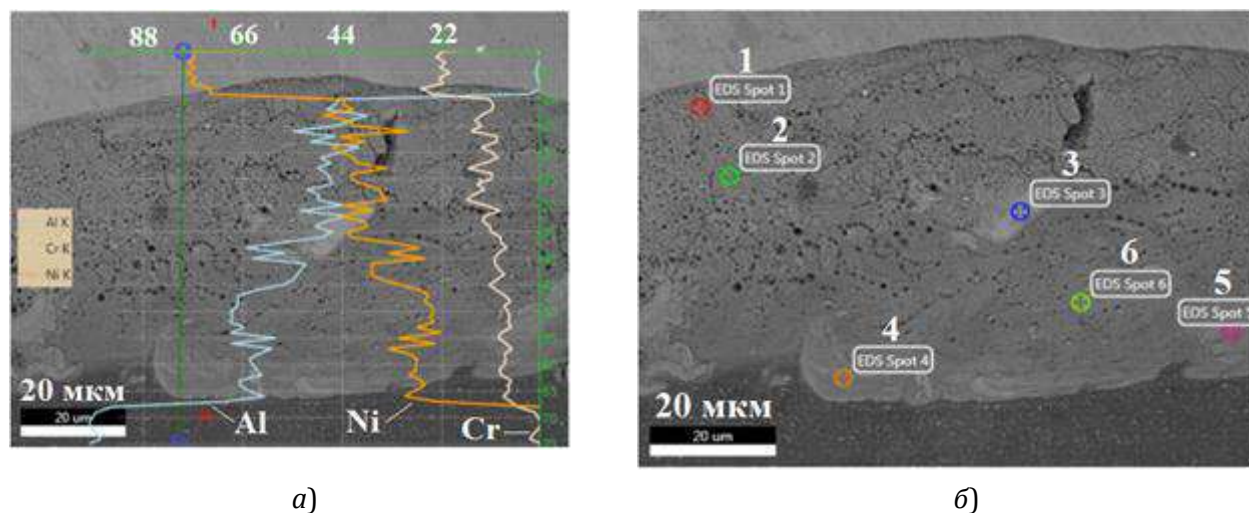 88 66 44 22
Al K
Cr K
Ni K
20 мкм
20 um
Al Ni Cr
а)
1
EDS Spot 1
2
EDS Spot 2
3
EDS Spot 3
6
EDS Spot 6
5
EDS Spot
4
EDS Spot 4
20 мкм
20 um
б)